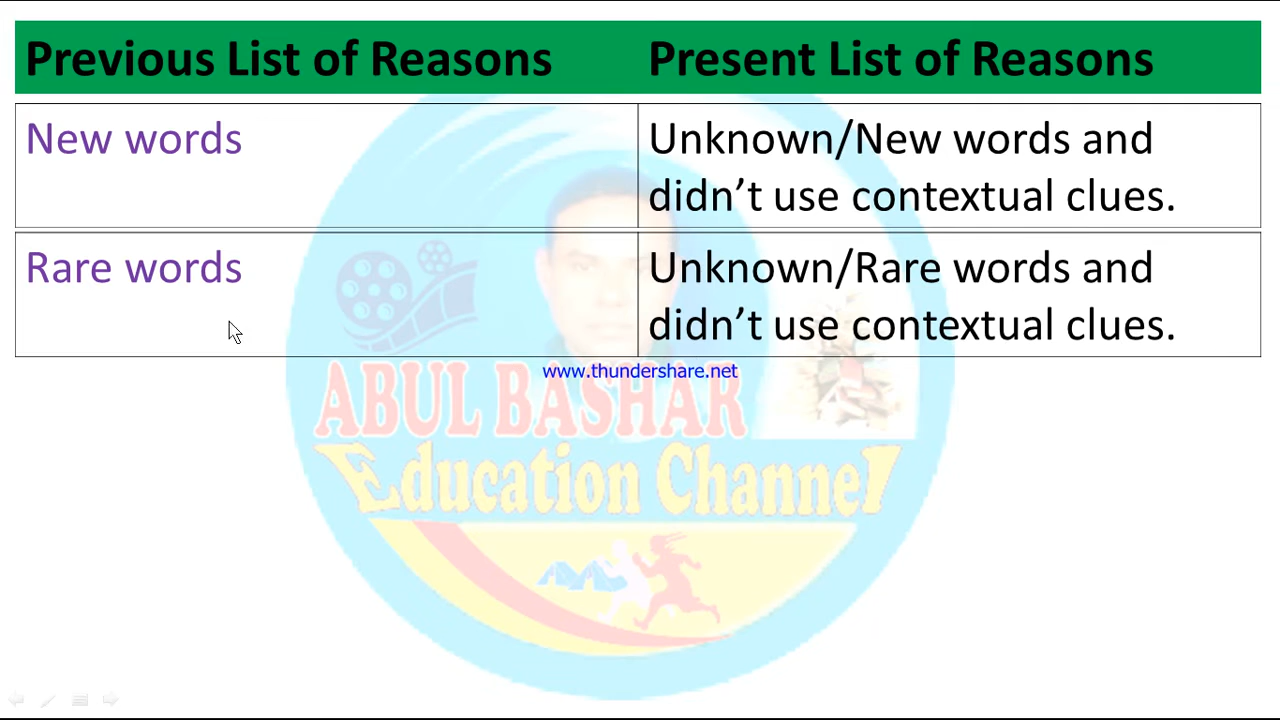 Previous List of Reasons
Present List of Reasons
New words
Unknown/New words and
didn’t use contextual clues.
Rare words
Unknown/Rare words and
didn’t use contextual clues.
www.thundershare.net
ABUL BASHAR
Education Channel